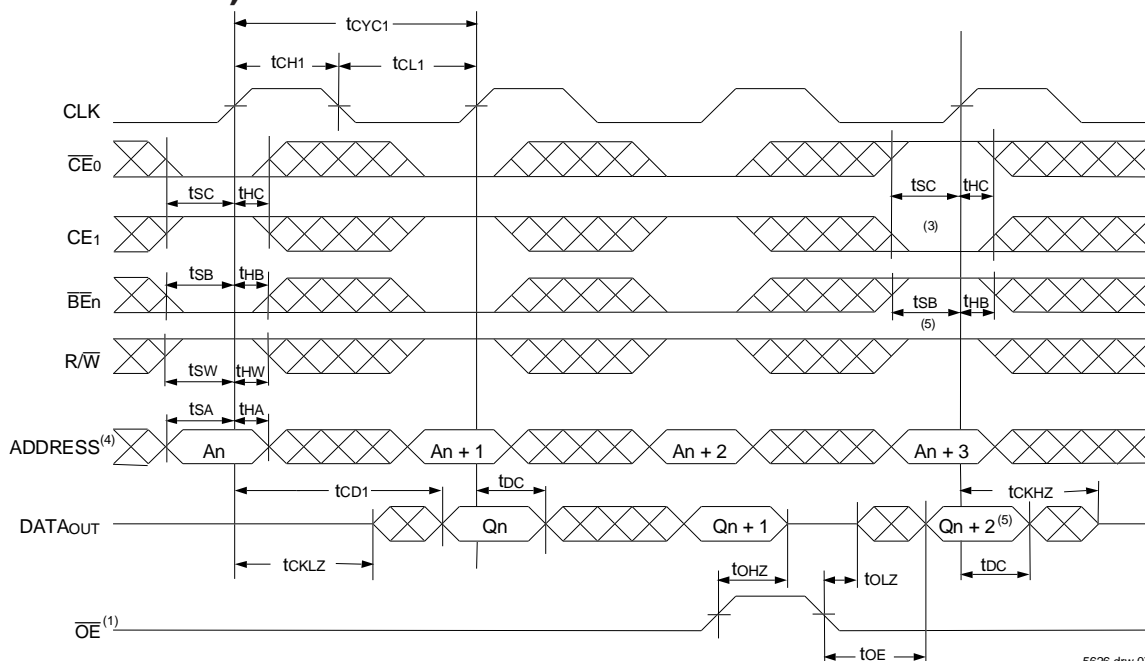 tCYC1
tCH1 tCL1
CLK
CE0
tSC tHC tSC tHC
CE1 (3)
tSB tHB
BEn tSB tHB
(5)
R/W
tSW tHW
tSA tHA
ADDRESS(4) An An + 1 An + 2 An + 3
tCD1 tDC tCKHZ
DATAOUT Qn Qn + 1 Qn + 2(5)
tCKLZ tOHZ tOLZ tDC
OE(1)
tOE